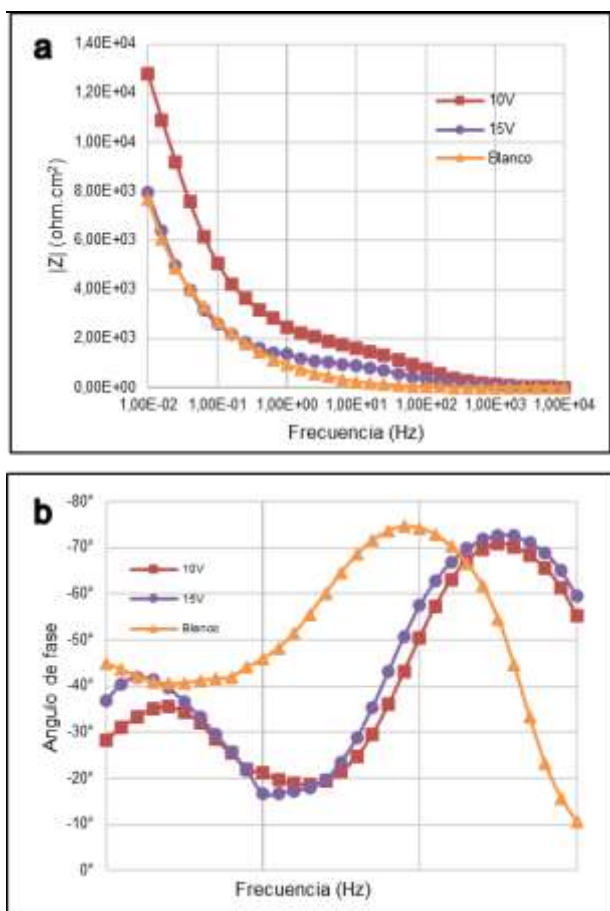 a
1,40E+04
1,20E+04
1,00E+04
8,00E+03
6,00E+03
4,00E+03
2,00E+03
0,00E+00
|Z| (ohm.cm²)
10V
15V
Blanco
1,00E-02 1,00E-01 1,00E+00 1,00E+01 1,00E+02 1,00E+03 1,00E+04
Frecuencia (Hz)
b
-80°
-70°
-60°
-50°
-40°
-30°
-20°
-10°
0°
Angulo de fase
10V
15V
Blanco
Frecuencia (Hz)